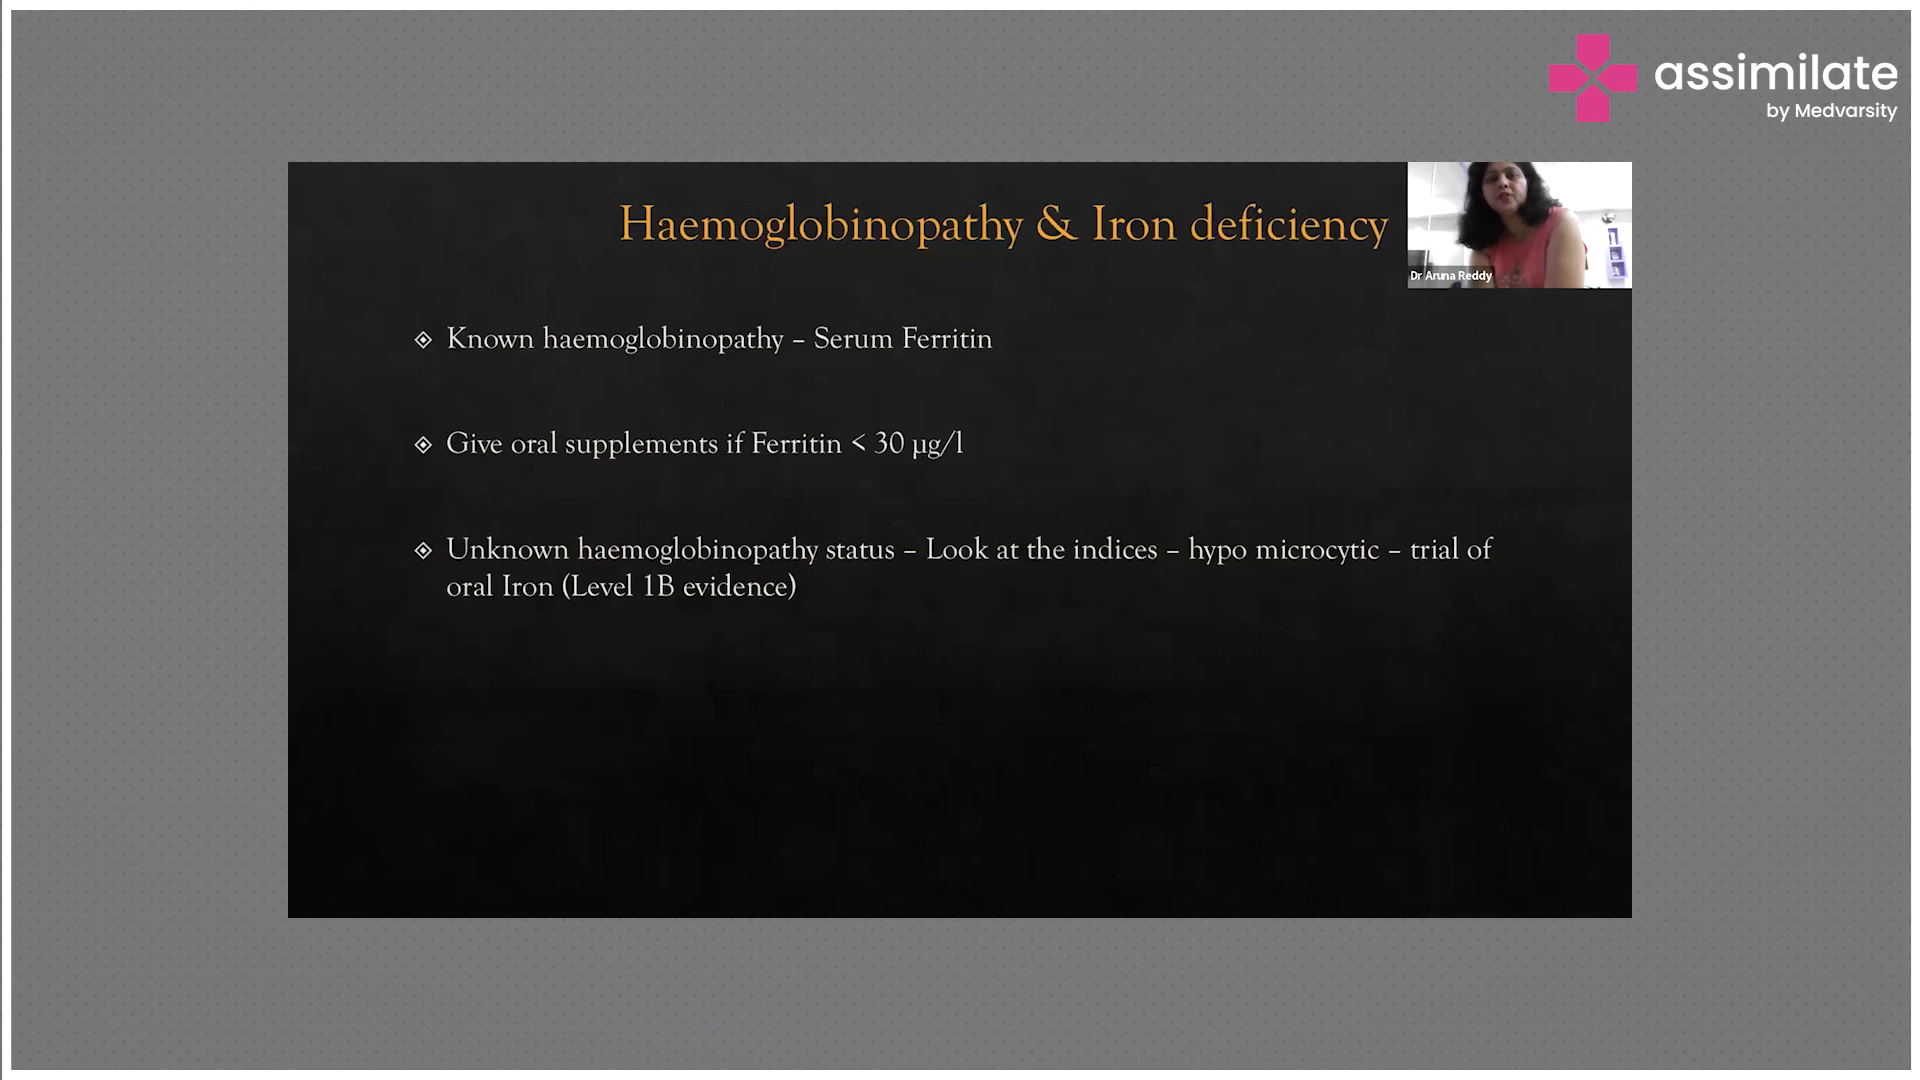 assimilate
by Medvarsity
Haemoglobinopathy & Iron deficiency
Dr Aruna Reddy
Known haemoglobinopathy – Serum Ferritin
Give oral supplements if Ferritin < 30 µg/l
Unknown haemoglobinopathy status – Look at the indices – hypo microcytic – trial of
oral Iron (Level 1B evidence)